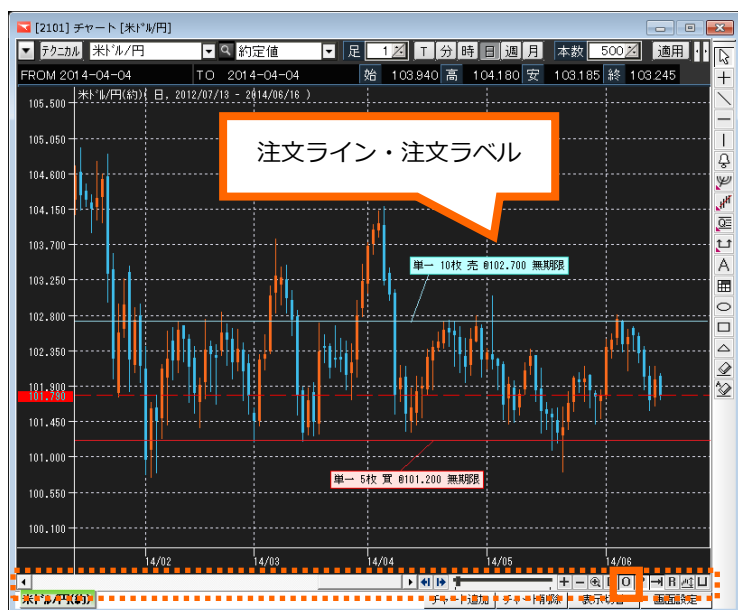 [2101] チャート [米ﾄﾞﾙ/円]
▼ ﾃｸﾆｶﾙ 米ﾄﾞﾙ/円 約定値 足 1 T 分 時 日 週 月 本数 500 適用
FROM 2014-04-04 TO 2014-04-04 始 103.940 高 104.180 安 103.185 終 103.245
米ﾄﾞﾙ/円(約)( 日, 2012/07/13 - 2014/06/16 )
105.500
105.050
104.600
104.150
103.700
103.250
102.800
102.350
101.900
101.790
101.450
101.000
100.550
100.100
注文ライン・注文ラベル
単一 10枚 売 @102.700 無期限
単一 5枚 買 @101.200 無期限
14/02 14/03 14/04 14/05 14/06
O R
米ﾄﾞﾙ/円(約) チャート追加 チャート削除 表示切 画面設定